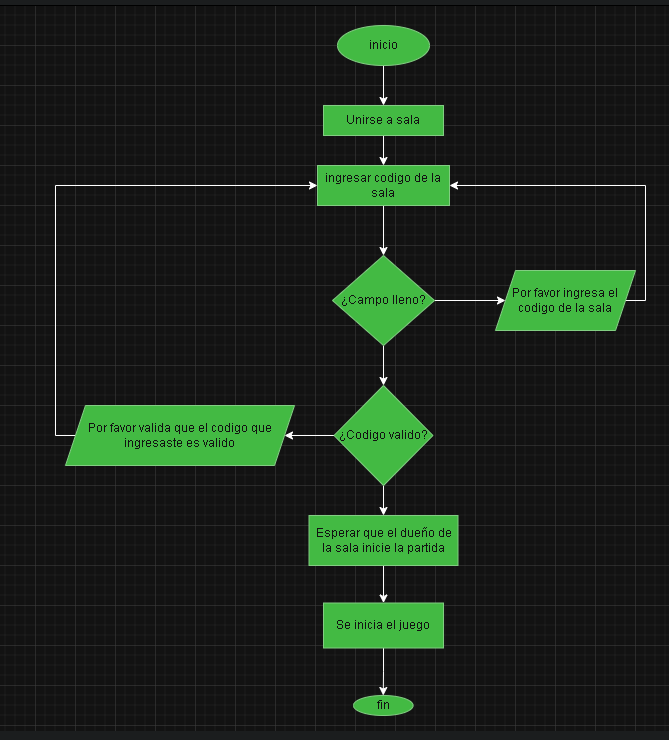 inicio
Unirse a sala
ingresar codigo de la
sala
¿Campo lleno?
Por favor ingresa el
codigo de la sala
¿Codigo valido?
Por favor valida que el codigo que
ingresaste es valido
Esperar que el dueño de
la sala inicie la partida
Se inicia el juego
fin